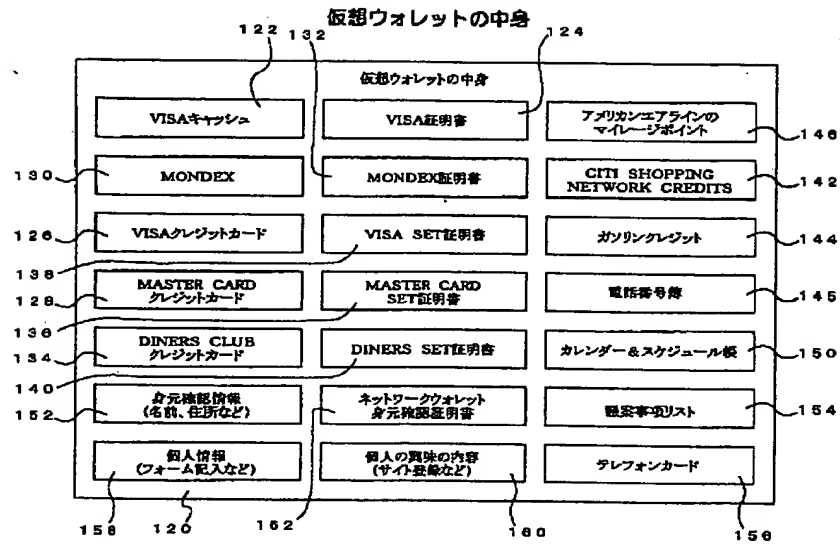 仮想ウォレットの中身
122
132
124
仮想ウォレットの中身
VISAキャッシュ
VISA証明書
アメリカンエアラインの
マイレージポイント
146
130
MONDEX
MONDEX証明書
CITI SHOPPING
NETWORK CREDITS
142
126
VISAクレジットカード
VISA SET証明書
ガソリンクレジット
144
138
128
MASTER CARD
クレジットカード
MASTER CARD
SET証明書
電話番号簿
145
136
134
DINERS CLUB
クレジットカード
DINERS SET証明書
カレンダー&スケジュール帳
150
140
152
身元確認情報
(名前、住所など)
ネットワークウォレット
身元確認証明書
事項リスト
154
個人情報
(フォーム記入など)
個人の興味の内容
(サイト登録など)
テレフォンカード
158
120
162
160
156